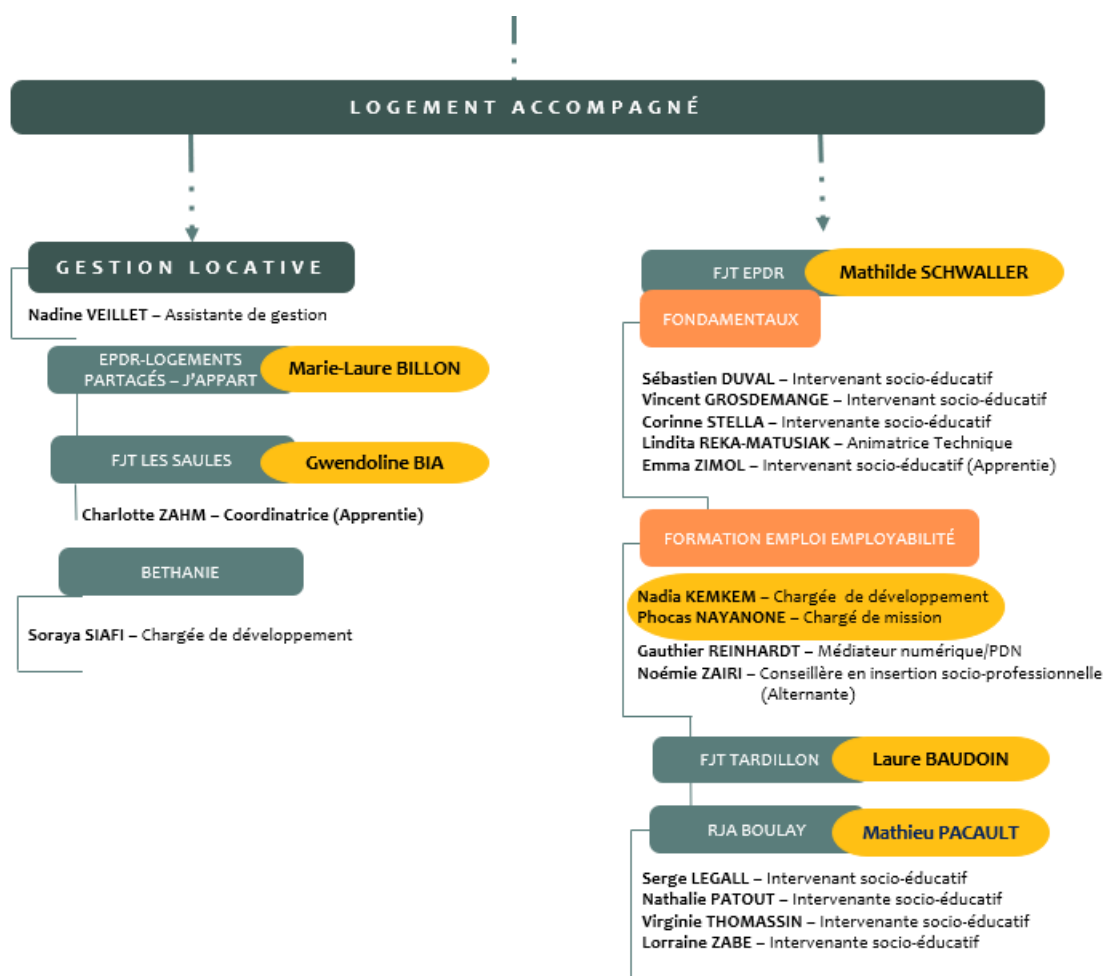 LOGEMENT ACCOMPAGNÉ
GESTION LOCATIVE
Nadine VEILLET – Assistante de gestion
EPDR-LOGEMENTS
PARTAGÉS – J'APPART
Marie-Laure BILLON
FJT LES SAULES
Gwendoline BIA
Charlotte ZAHM – Coordinatrice (Apprentie)
BETHANIE
Soraya SIAFI – Chargée de développement
FJT EPDR
Mathilde SCHWALLER
FONDAMENTAUX
Sébastien DUVAL – Intervenant socio-éducatif
Vincent GROSDEMANGE – Intervenant socio-éducatif
Corinne STELLA – Intervenante socio-éducatif
Lindita REKA-MATUSIAK – Animatrice Technique
Emma ZIMOL – Intervenant socio-éducatif (Apprentie)
FORMATION EMPLOI EMPLOYABILITÉ
Nadia KEMKEM – Chargée de développement
Phocas NAYANONE – Chargé de mission
Gauthier REINHARDT – Médiateur numérique/PDN
Noémie ZAIRI – Conseillère en insertion socio-professionnelle
(Alternante)
FJT TARDILLON
Laure BAUDOIN
RJA BOULAY
Mathieu PACAULT
Serge LEGALL – Intervenant socio-éducatif
Nathalie PATOUT – Intervenante socio-éducatif
Virginie THOMASSIN – Intervenante socio-éducatif
Lorraine ZABE – Intervenante socio-éducatif